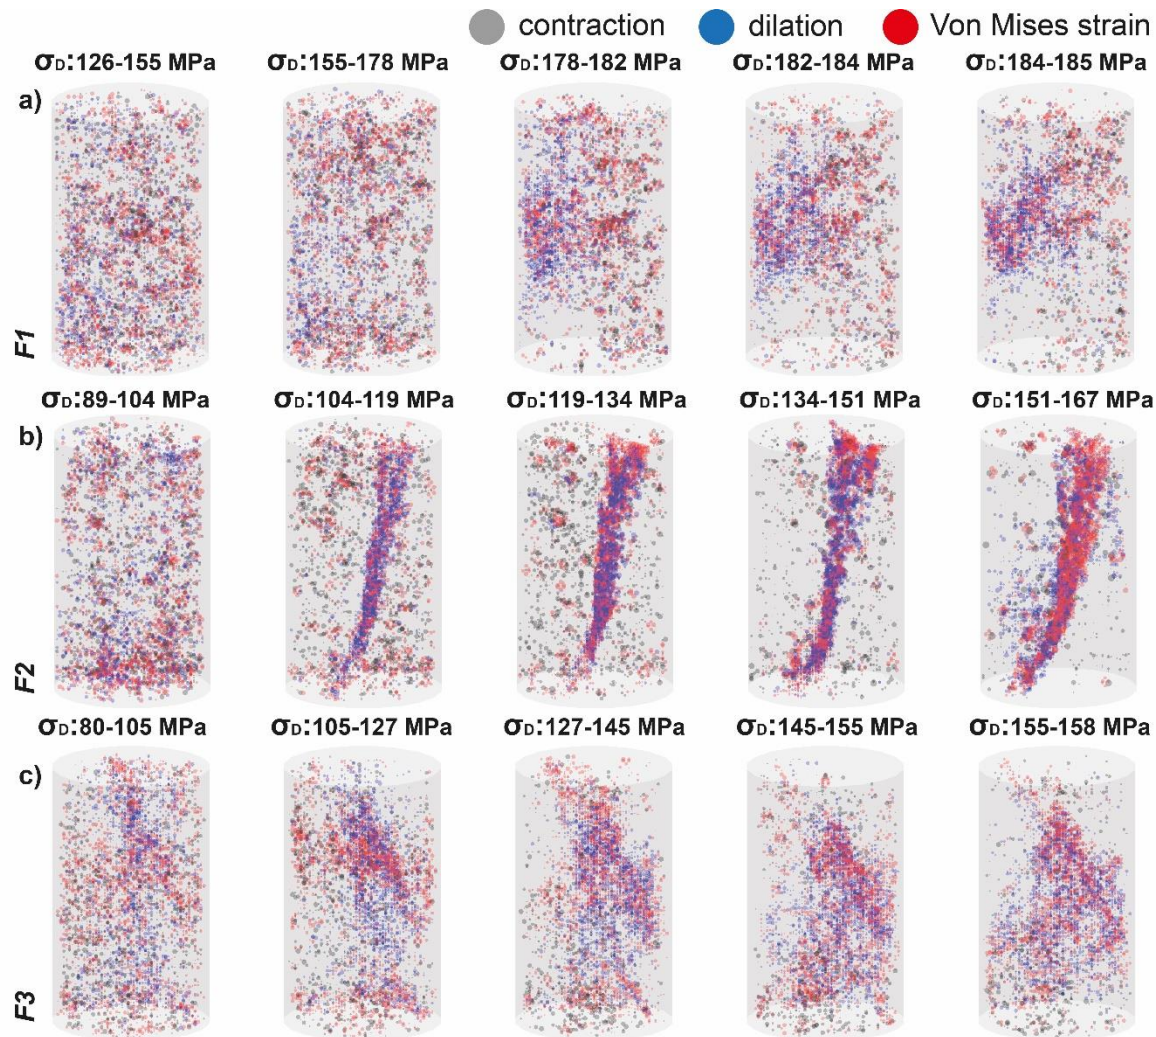 contraction dilation Von Mises strain
σD:126-155 MPa σD:155-178 MPa σD:178-182 MPa σD:182-184 MPa σD:184-185 MPa
a)
F1
σD:89-104 MPa σD:104-119 MPa σD:119-134 MPa σD:134-151 MPa σD:151-167 MPa
b)
F2
σD:80-105 MPa σD:105-127 MPa σD:127-145 MPa σD:145-155 MPa σD:155-158 MPa
c)
F3